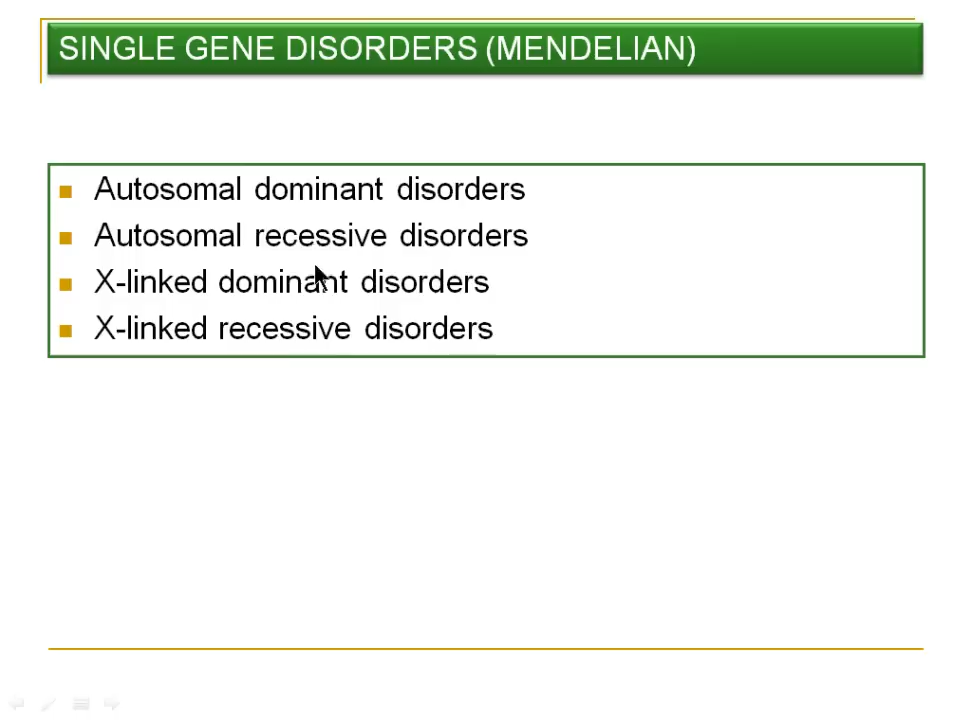 SINGLE GENE DISORDERS (MENDELIAN)
Autosomal dominant disorders
Autosomal recessive disorders
X-linked dominant disorders
X-linked recessive disorders